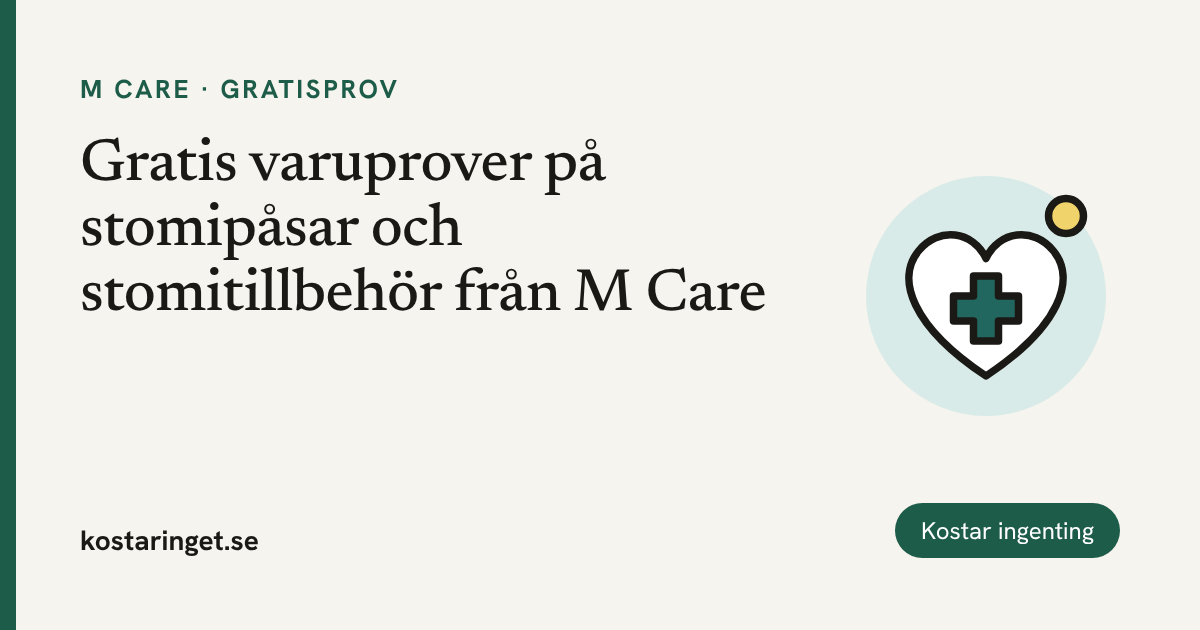 M CARE · GRATISPROV
Gratis varuprover på
stomipåsar och
stomitillbehör från M Care
kostaringet.se
Kostar ingenting